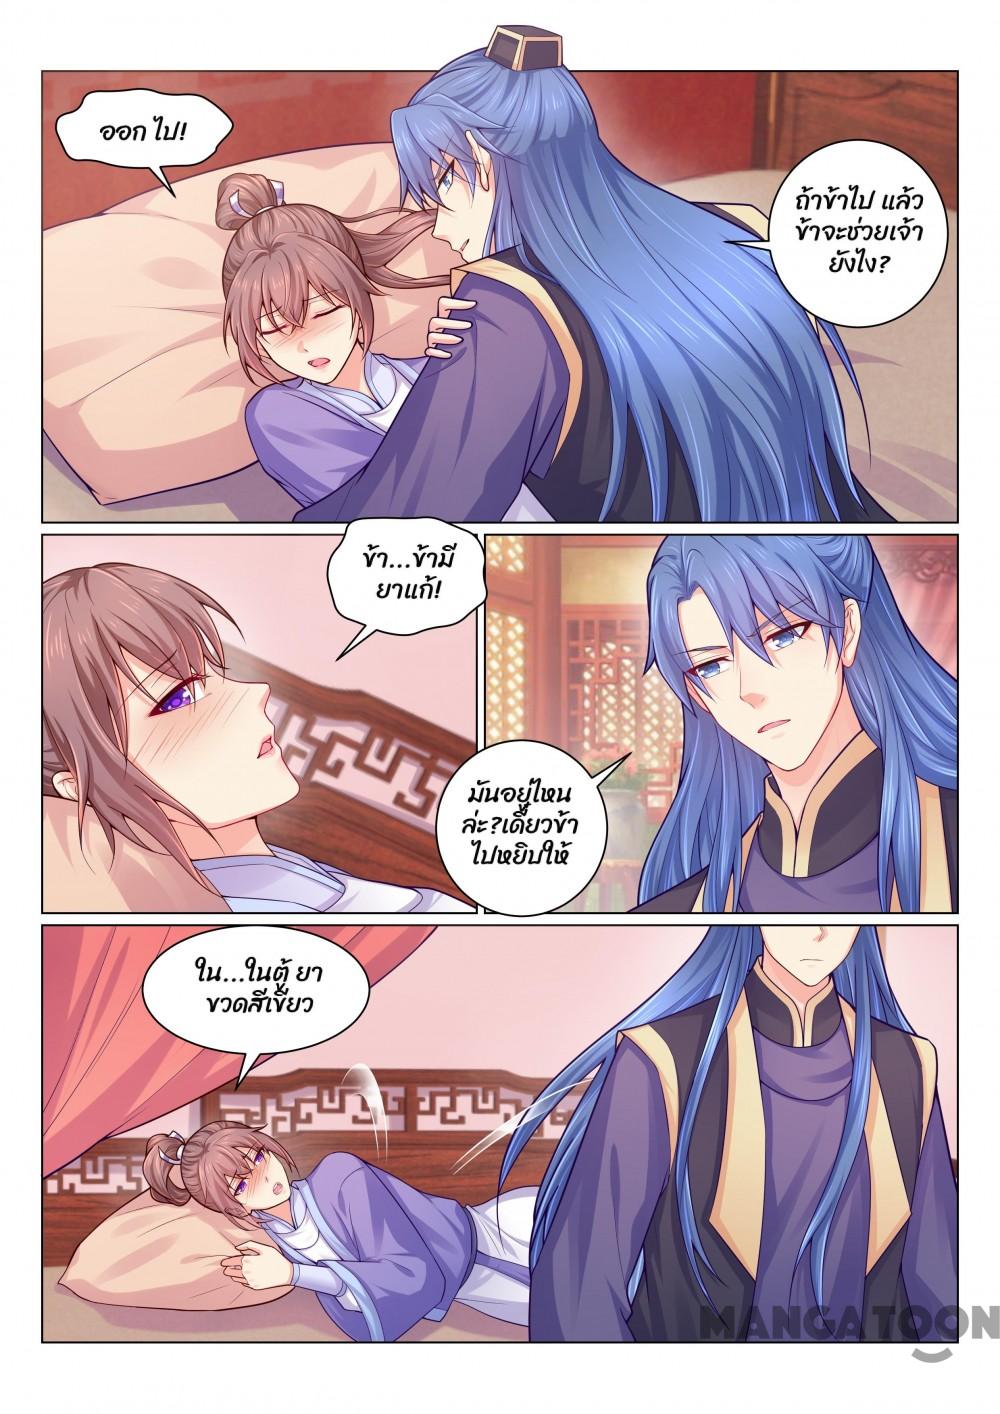 ออก ไป!
ถ้าข้าไป แล้ว
ข้าจะช่วยเจ้า
ยังไง?
ข้า...ข้ามี
ยาแก้!
มันอยู่ไหน
ล่ะ?เดี๋ยวข้า
ไปหยิบให้
ใน...ในตู้ ยา
ขวดสีเขียว
MANGATOON